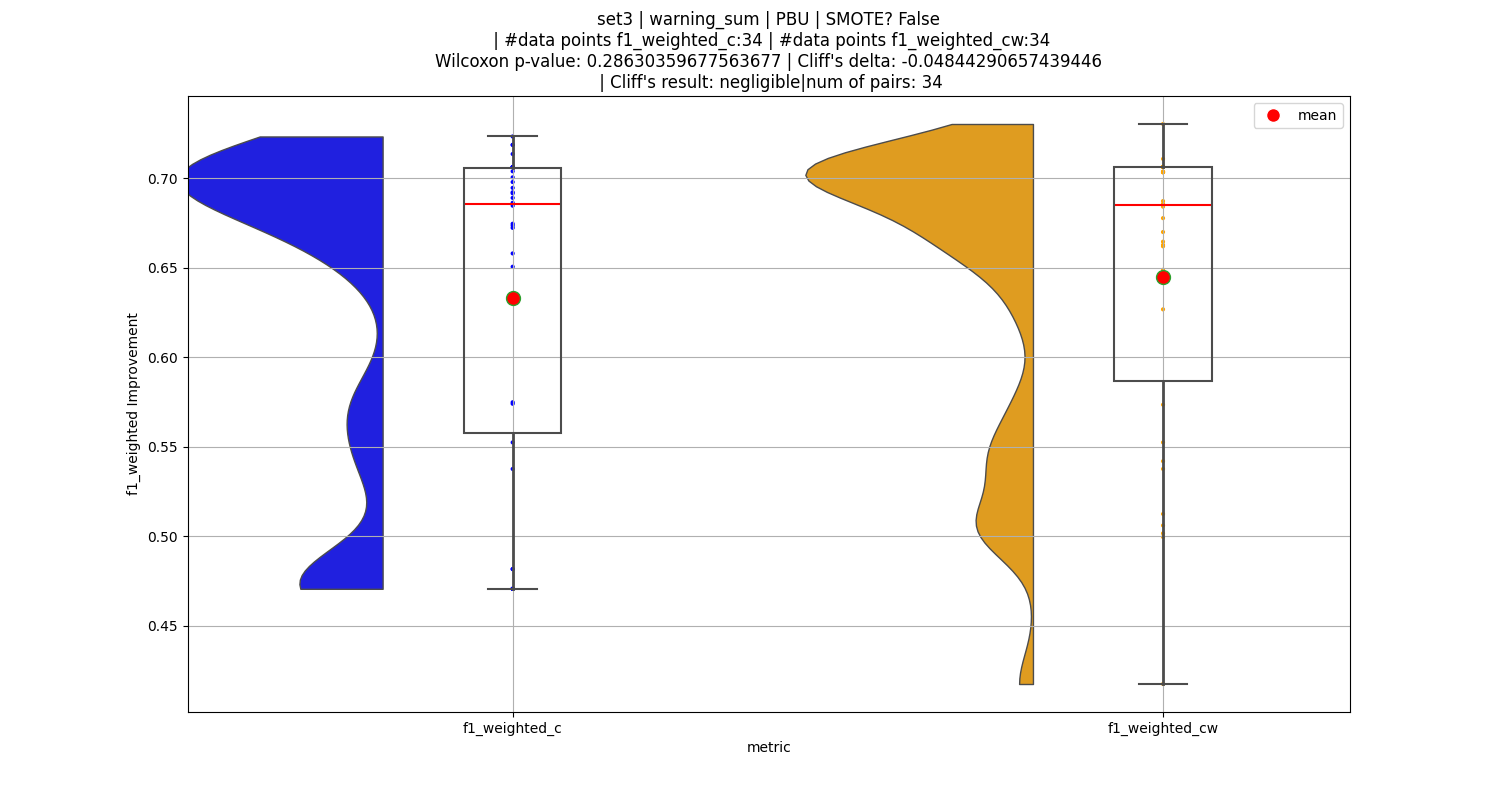 set3 | warning_sum | PBU | SMOTE? False
| #data points f1_weighted_c:34 | #data points f1_weighted_cw:34
Wilcoxon p-value: 0.28630359677563677 | Cliff's delta: -0.04844290657439446
| Cliff's result: negligible|num of pairs: 34
mean
f1_weighted Improvement
0.70
0.65
0.60
0.55
0.50
0.45
f1_weighted_c
f1_weighted_cw
metric